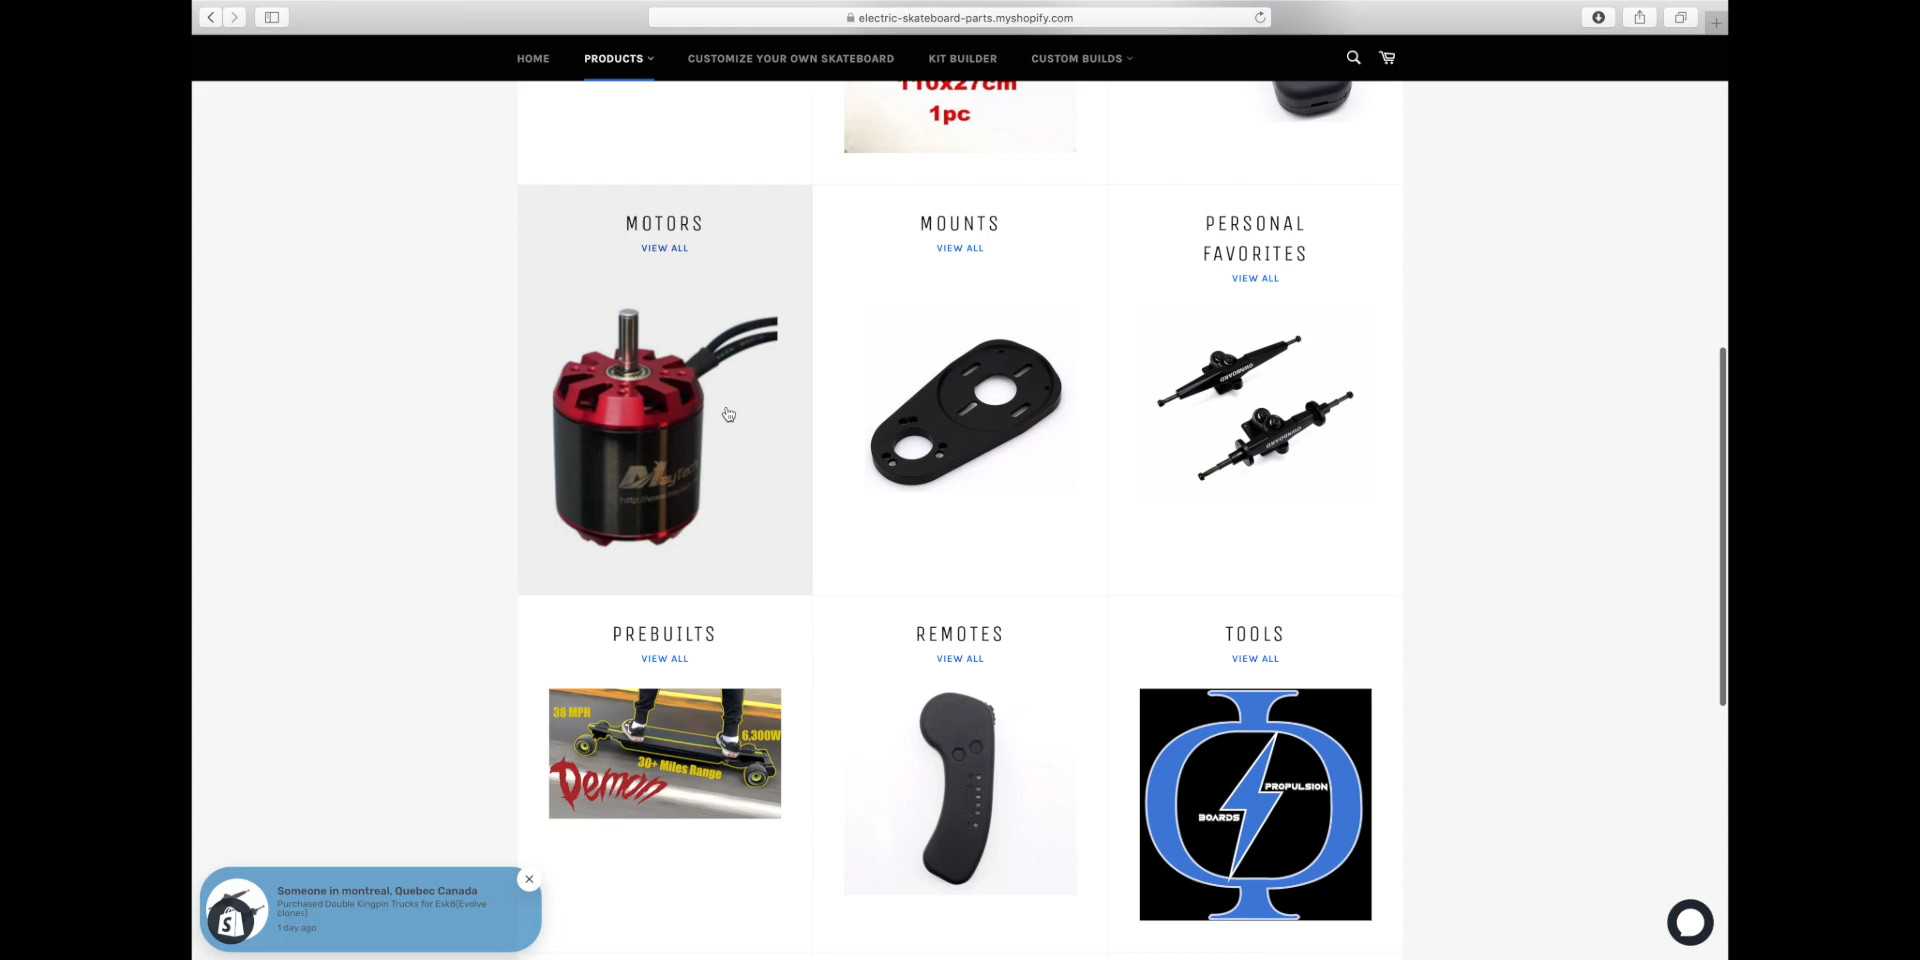 electric-skateboard-parts.myshopify.com
HOME PRODUCTS CUSTOMIZE YOUR OWN SKATEBOARD KIT BUILDER CUSTOM BUILDS
110x27cm
1pc
MOTORS
VIEW ALL
MOUNTS
VIEW ALL
PERSONAL
FAVORITES
VIEW ALL
MayTech
OWNBOARD
OWNBOARD
PREBUILTS
VIEW ALL
REMOTES
VIEW ALL
TOOLS
VIEW ALL
38 MPH
6,300W
30+ Miles Range
Demon
PROPULSION
BOARDS
Someone in montreal, Quebec Canada
Purchased Double Kingpin Trucks for Esk8(Evolve
clones)
1 day ago